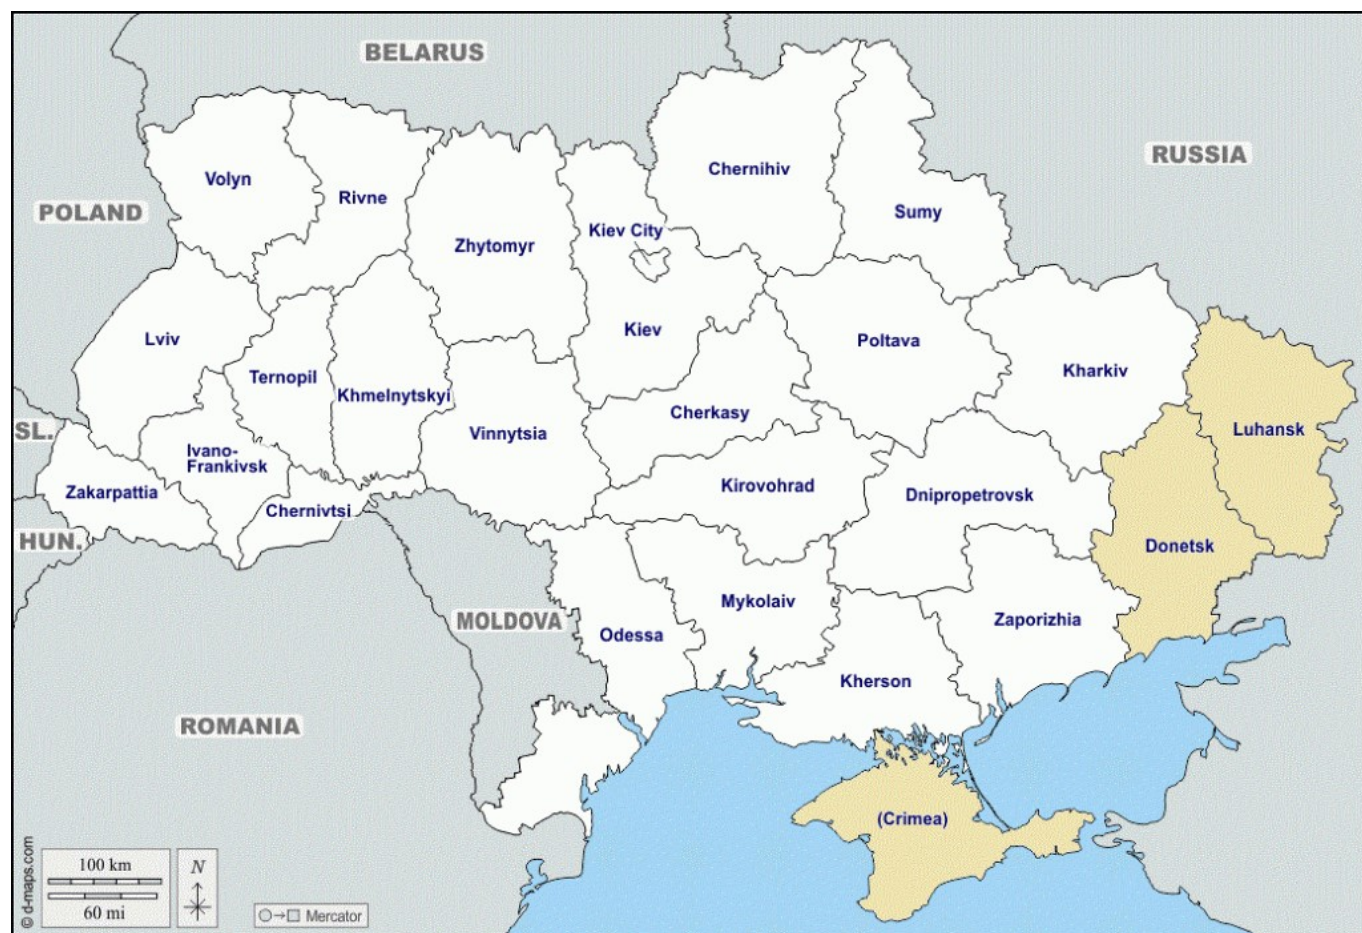 BELARUS
RUSSIA
POLAND
Volyn
Rivne
Zhytomyr
Kiev City
Chernihiv
Sumy
Lviv
Ternopil
Khmelnytskyi
Kiev
Poltava
Kharkiv
Cherkasy
Vinnytsia
Luhansk
SL.
Ivano-
Frankivsk
Zakarpattia
Chernivtsi
Kirovohrad
Dnipropetrovsk
HUN.
Donetsk
MOLDOVA
Odessa
Mykolaiv
Zaporizhia
Kherson
ROMANIA
(Crimea)
© d-maps.com
100 km
60 mi
N
Mercator